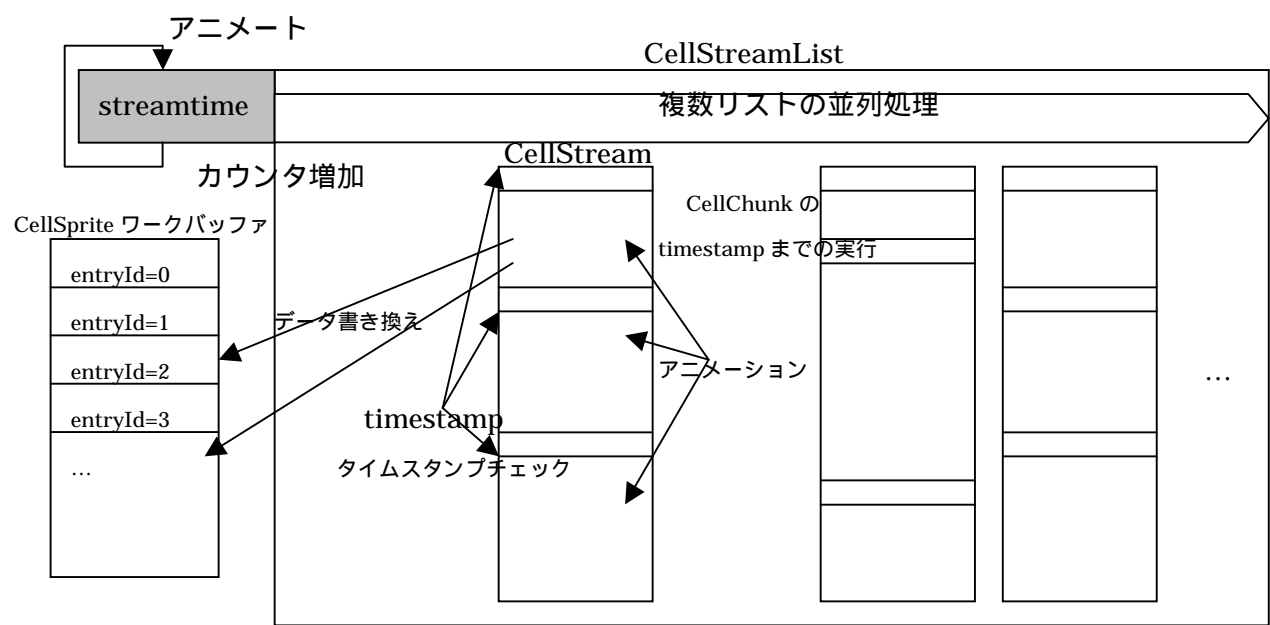 アニメート
CellStreamList
streamtime
複数リストの並列処理
カウンタ増加
CellStream
CellSprite ワークバッファ
CellChunk の
timestamp までの実行
entryId=0
entryId=1
データ書き換え
entryId=2
アニメーション
…
entryId=3
timestamp
…
タイムスタンプチェック